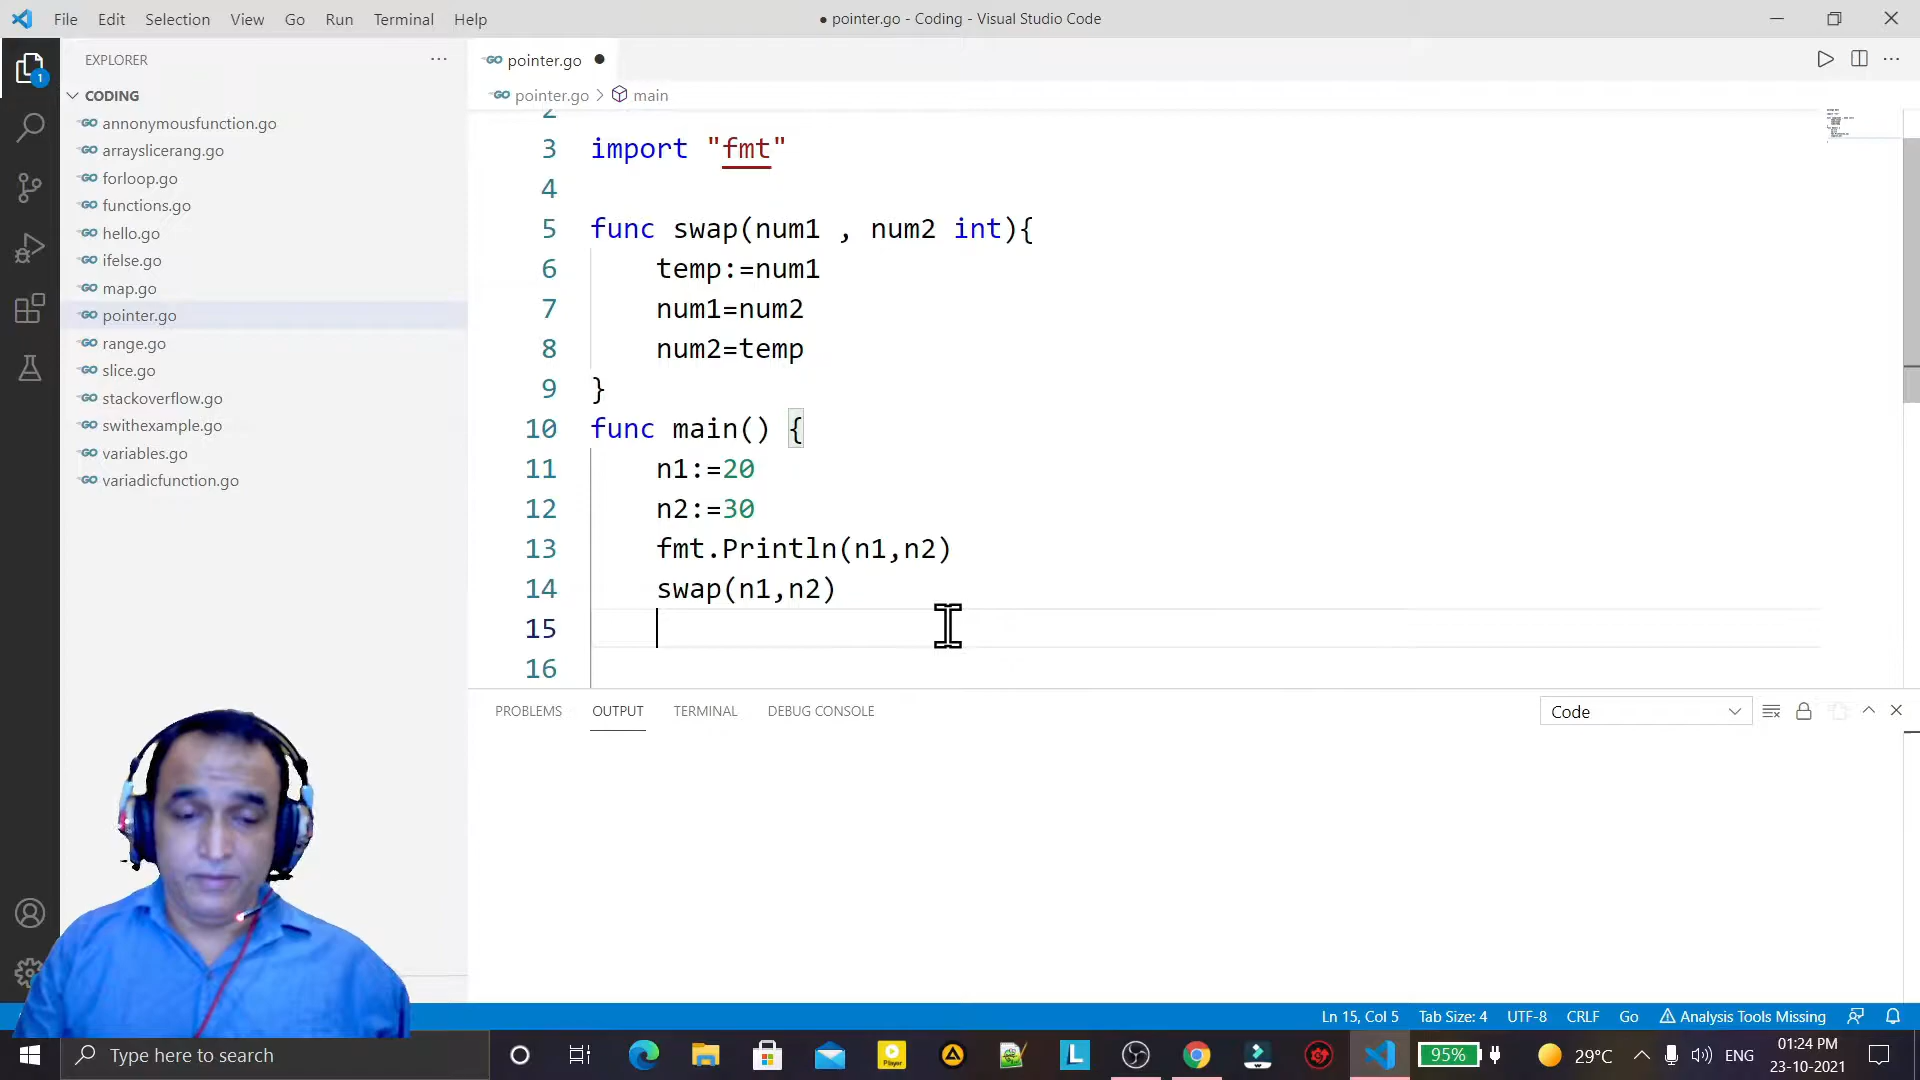 File Edit Selection View Go Run Terminal Help
● pointer.go - Coding - Visual Studio Code
EXPLORER
CODING
annonymousfunction.go
arrayslicerang.go
forloop.go
functions.go
hello.go
ifelse.go
map.go
pointer.go
range.go
slice.go
stackoverflow.go
swithexample.go
variables.go
variadicfunction.go
1
pointer.go
pointer.go > main
2
3 import "fmt"
4
5 func swap(num1 , num2 int){
6 temp:=num1
7 num1=num2
8 num2=temp
9 }
10 func main() {
11 n1:=20
12 n2:=30
13 fmt.Println(n1,n2)
14 swap(n1,n2)
15
16
PROBLEMS OUTPUT TERMINAL DEBUG CONSOLE
Code
Ln 15, Col 5 Tab Size: 4 UTF-8 CRLF Go Analysis Tools Missing
Type here to search
Player
L
95%
29°C
ENG
01:24 PM
23-10-2021